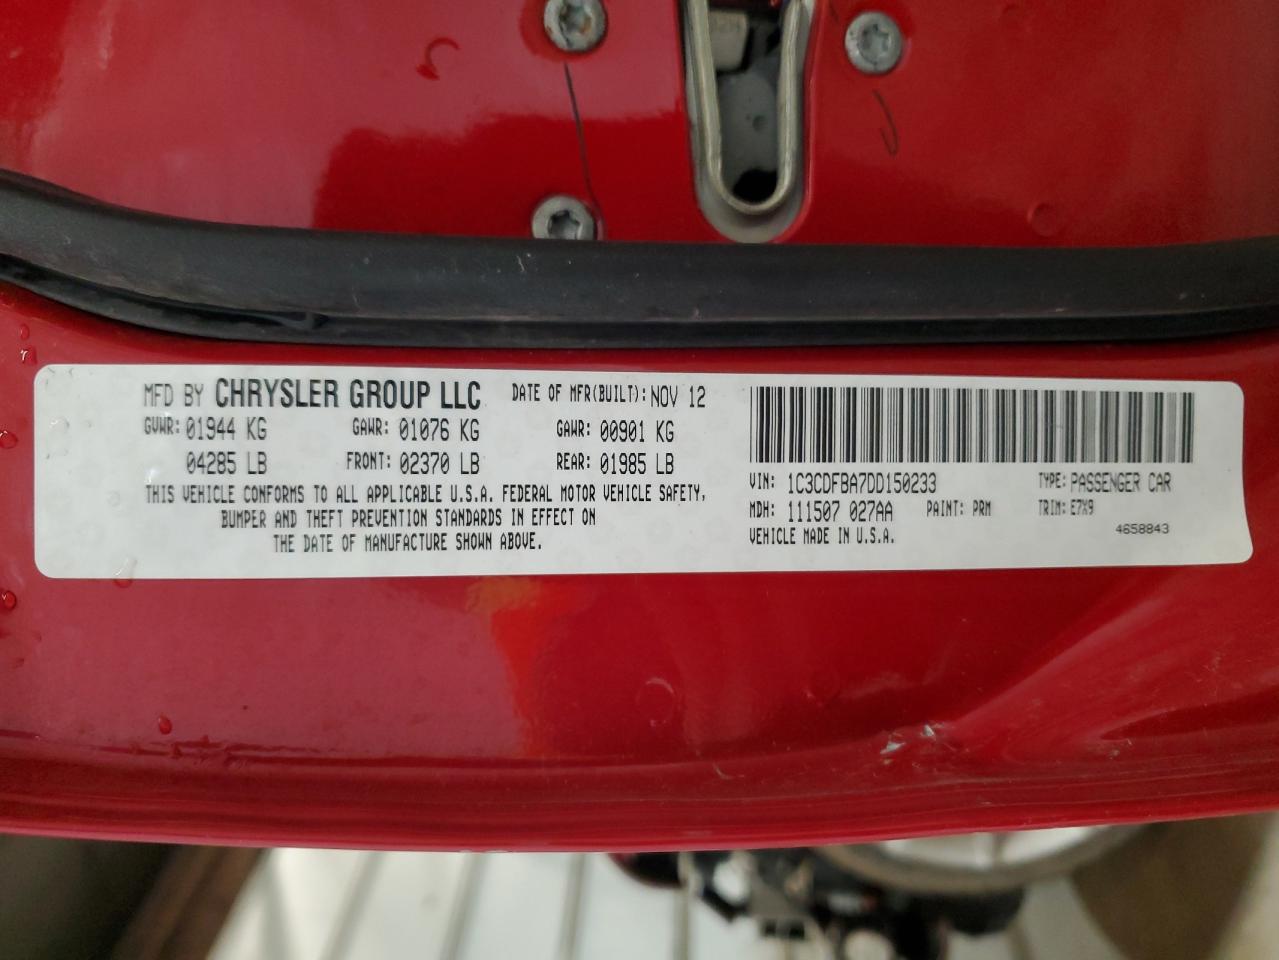 MFD BY CHRYSLER GROUP LLC DATE OF MFR(BUILT): NOV 12
GVWR: 01944 KG GAWR: 01076 KG GAWR: 00901 KG
04285 LB FRONT: 02370 LB REAR: 01985 LB
THIS VEHICLE CONFORMS TO ALL APPLICABLE U.S.A. FEDERAL MOTOR VEHICLE SAFETY,
BUMPER AND THEFT PREVENTION STANDARDS IN EFFECT ON
THE DATE OF MANUFACTURE SHOWN ABOVE.
VIN: 1C3CDFBA7DD150233 TYPE: PASSENGER CAR
MDH: 111507 027AA PAINT: PRM TRIM: E7X9
VEHICLE MADE IN U.S.A. 4658843